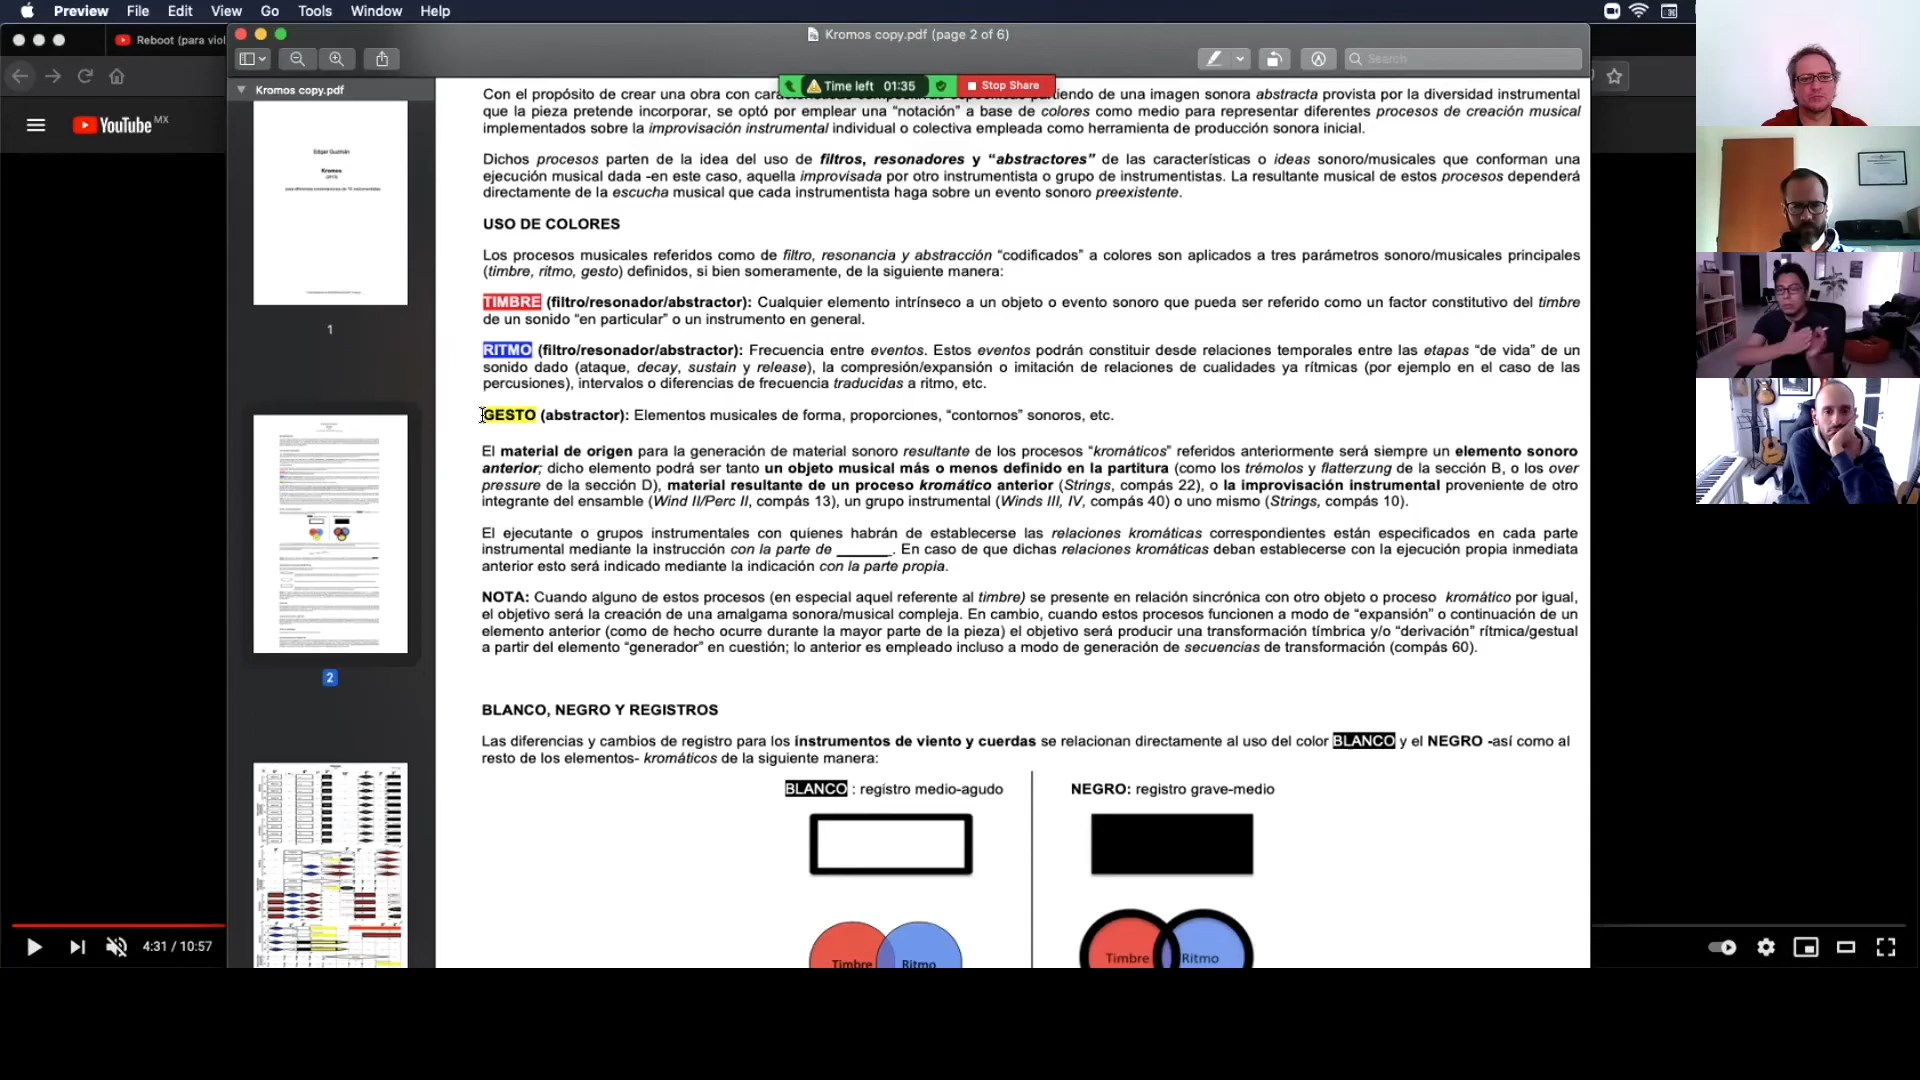 Preview File Edit View Go Tools Window Help
Reboot (para viol
Kromos copy.pdf (page 2 of 6)
Search
Time left 01:35
Stop Share
YouTube MX
Kromos copy.pdf
Edgar Guzmán
Kromos
1
2
Con el propósito de crear una obra con
partiendo de una imagen sonora abstracta provista por la diversidad instrumental
que la pieza pretende incorporar, se optó por emplear una “notación” a base de colores como medio para representar diferentes procesos de creación musical
implementados sobre la improvisación instrumental individual o colectiva empleada como herramienta de producción sonora inicial.
Dichos procesos parten de la idea del uso de filtros, resonadores y “abstractores” de las características o ideas sonoro/musicales que conforman una
ejecución musical dada -en este caso, aquella improvisada por otro instrumentista o grupo de instrumentistas. La resultante musical de estos procesos dependerá
directamente de la escucha musical que cada instrumentista haga sobre un evento sonoro preexistente.
USO DE COLORES
Los procesos musicales referidos como de filtro, resonancia y abstracción “codificados” a colores son aplicados a tres parámetros sonoro/musicales principales
(timbre, ritmo, gesto) definidos, si bien someramente, de la siguiente manera:
TIMBRE (filtro/resonador/abstractor): Cualquier elemento intrínseco a un objeto o evento sonoro que pueda ser referido como un factor constitutivo del timbre
de un sonido “en particular” o un instrumento en general.
RITMO (filtro/resonador/abstractor): Frecuencia entre eventos. Estos eventos podrán constituir desde relaciones temporales entre las etapas “de vida” de un
sonido dado (ataque, decay, sustain y release), la compresión/expansión o imitación de relaciones de cualidades ya rítmicas (por ejemplo en el caso de las
percusiones), intervalos o diferencias de frecuencia traducidas a ritmo, etc.
GESTO (abstractor): Elementos musicales de forma, proporciones, “contornos” sonoros, etc.
El material de origen para la generación de material sonoro resultante de los procesos “kromáticos” referidos anteriormente será siempre un elemento sonoro
anterior; dicho elemento podrá ser tanto un objeto musical más o menos definido en la partitura (como los trémolos y flatterzung de la sección B, o los over
pressure de la sección D), material resultante de un proceso kromático anterior (Strings, compás 22), o la improvisación instrumental proveniente de otro
integrante del ensamble (Wind II/Perc II, compás 13), un grupo instrumental (Winds III, IV, compás 40) o uno mismo (Strings, compás 10).
El ejecutante o grupos instrumentales con quienes habrán de establecerse las relaciones kromáticas correspondientes están especificados en cada parte
instrumental mediante la instrucción con la parte de ______. En caso de que dichas relaciones kromáticas deban establecerse con la ejecución propia inmediata
anterior esto será indicado mediante la indicación con la parte propia.
NOTA: Cuando alguno de estos procesos (en especial aquel referente al timbre) se presente en relación sincrónica con otro objeto o proceso kromático por igual,
el objetivo será la creación de una amalgama sonora/musical compleja. En cambio, cuando estos procesos funcionen a modo de “expansión” o continuación de un
elemento anterior (como de hecho ocurre durante la mayor parte de la pieza) el objetivo será producir una transformación tímbrica y/o “derivación” rítmica/gestual
a partir del elemento “generador” en cuestión; lo anterior es empleado incluso a modo de generación de secuencias de transformación (compás 60).
BLANCO, NEGRO Y REGISTROS
Las diferencias y cambios de registro para los ínstrumentos de viento y cuerdas se relacionan directamente al uso del color BLANCO y el NEGRO -así como al
resto de los elementos- kromáticos de la siguiente manera:
BLANCO : registro medio-agudo
NEGRO: registro grave-medio
Timbre Ritmo
Timbre Ritmo
4:31 / 10:57